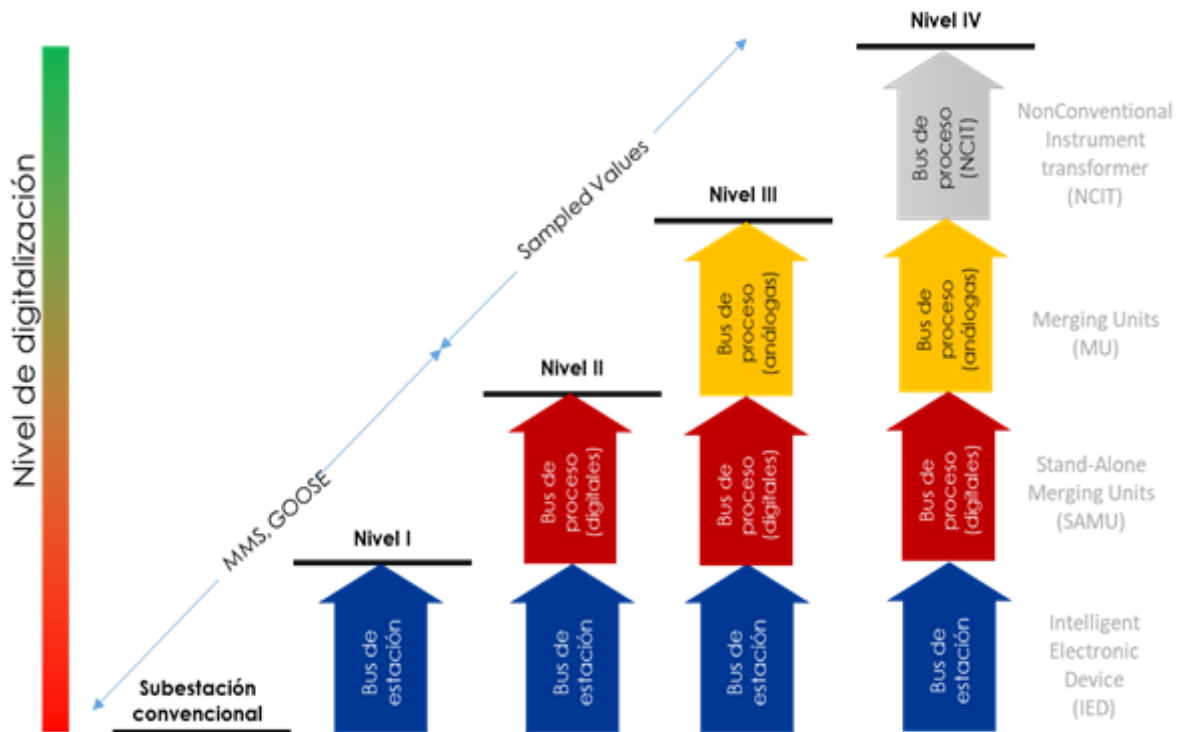 Nivel de digitalización
Nivel IV
Bus de
proceso
(NCIT)
NonConventional
Instrument
transformer
(NCIT)
Sampled Values
Nivel III
Bus de
proceso
(análogas)
Bus de
proceso
(análogas)
Merging Units
(MU)
MMS, GOOSE
Nivel II
Bus de
proceso
(digitales)
Bus de
proceso
(digitales)
Bus de
proceso
(digitales)
Stand-Alone
Merging Units
(SAMU)
Nivel I
Bus de
estación
Bus de
estación
Bus de
estación
Bus de
estación
Intelligent
Electronic
Device
(IED)
Subestación
convencional